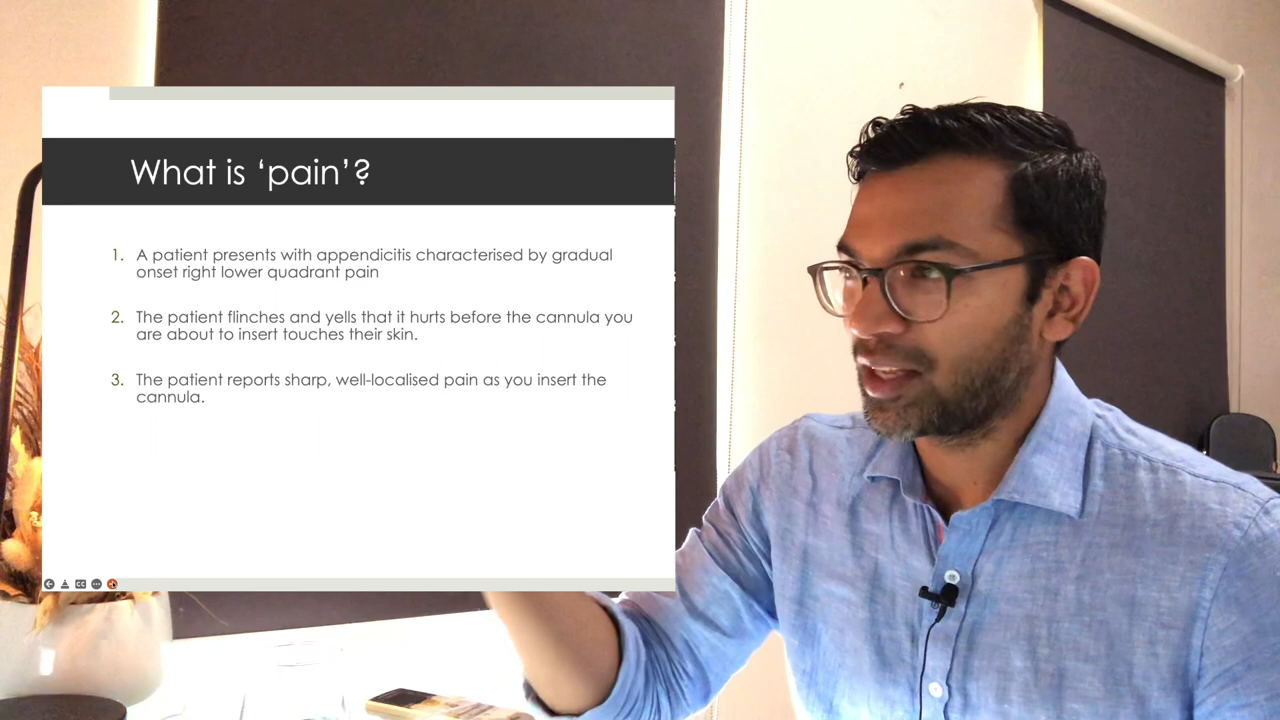 What is ‘pain’?
1. A patient presents with appendicitis characterised by gradual
onset right lower quadrant pain
2. The patient flinches and yells that it hurts before the cannula you
are about to insert touches their skin.
3. The patient reports sharp, well-localised pain as you insert the
cannula.